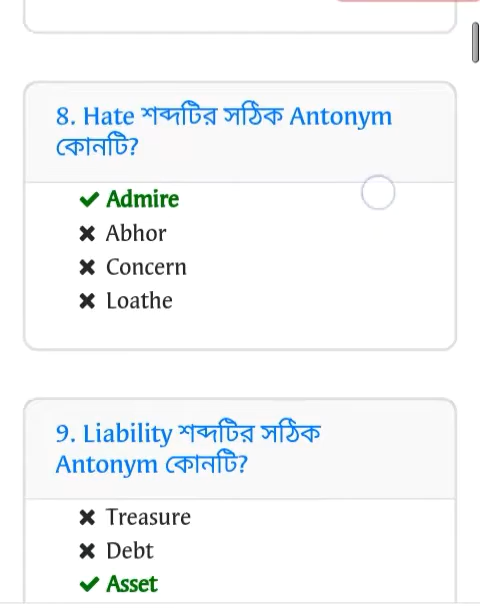 8. Hate শব্দটির সঠিক Antonym
কোনটি?
Admire
Abhor
Concern
Loathe
9. Liability শব্দটির সঠিক
Antonym কোনটি?
Treasure
Debt
Asset